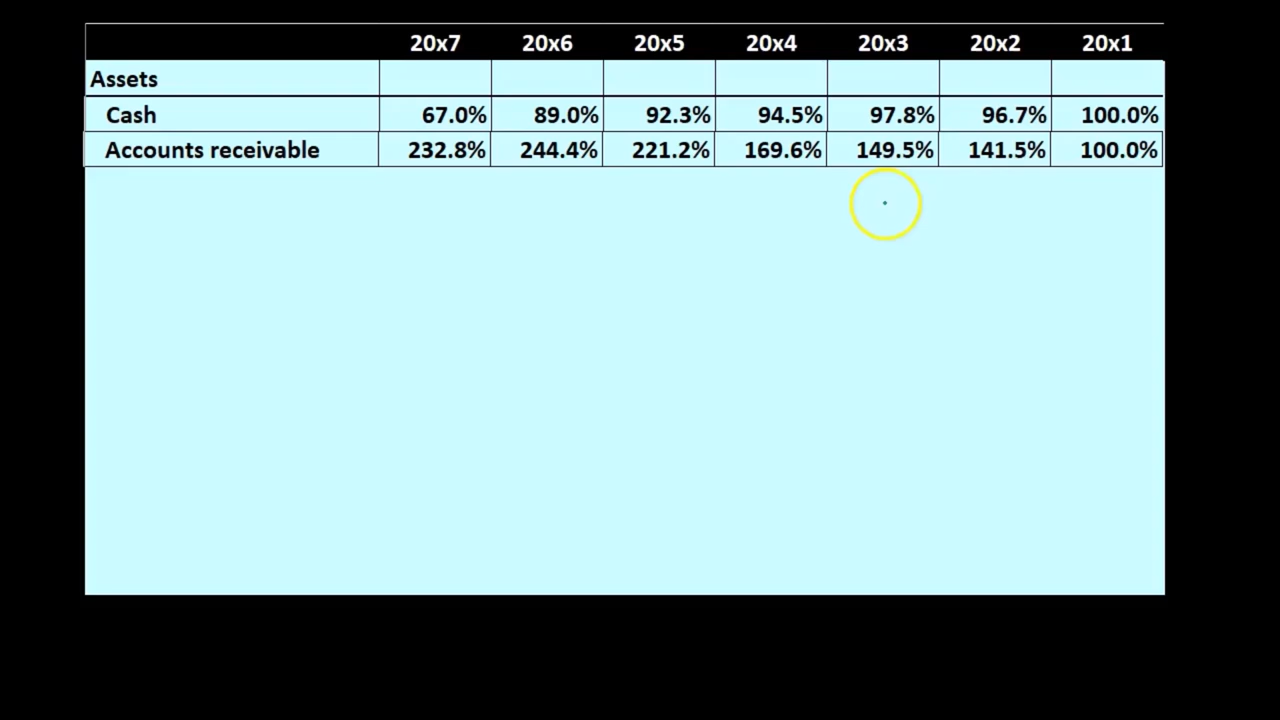 20x7 20x6 20x5 20x4 20x3 20x2 20x1
Assets
Cash 67.0% 89.0% 92.3% 94.5% 97.8% 96.7% 100.0%
Accounts receivable 232.8% 244.4% 221.2% 169.6% 149.5% 141.5% 100.0%